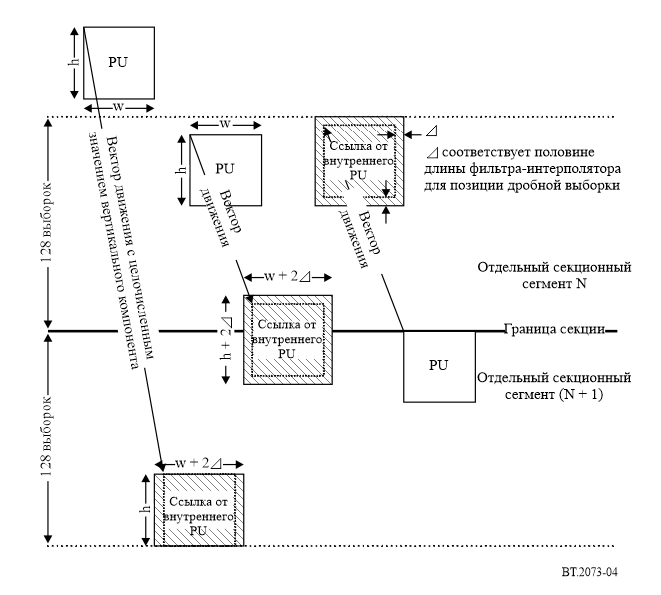 PU
h
w
128 выборок
Вектор движения с целочисленным
значением вертикального компонента
w
h
PU
Вектор
движения
Ссылка от
внутреннего
PU
⊿
⊿ соответствует половине
длины фильтра-интерполятора
для позиции дробной выборки
Вектор
движения
w + 2⊿
h + 2⊿
Ссылка от
внутреннего
PU
Отдельный секционный
сегмент N
Граница секции
PU
Отдельный секционный
сегмент (N + 1)
128 выборок
w + 2⊿
h
Ссылка от
внутреннего
PU
BT.2073-04